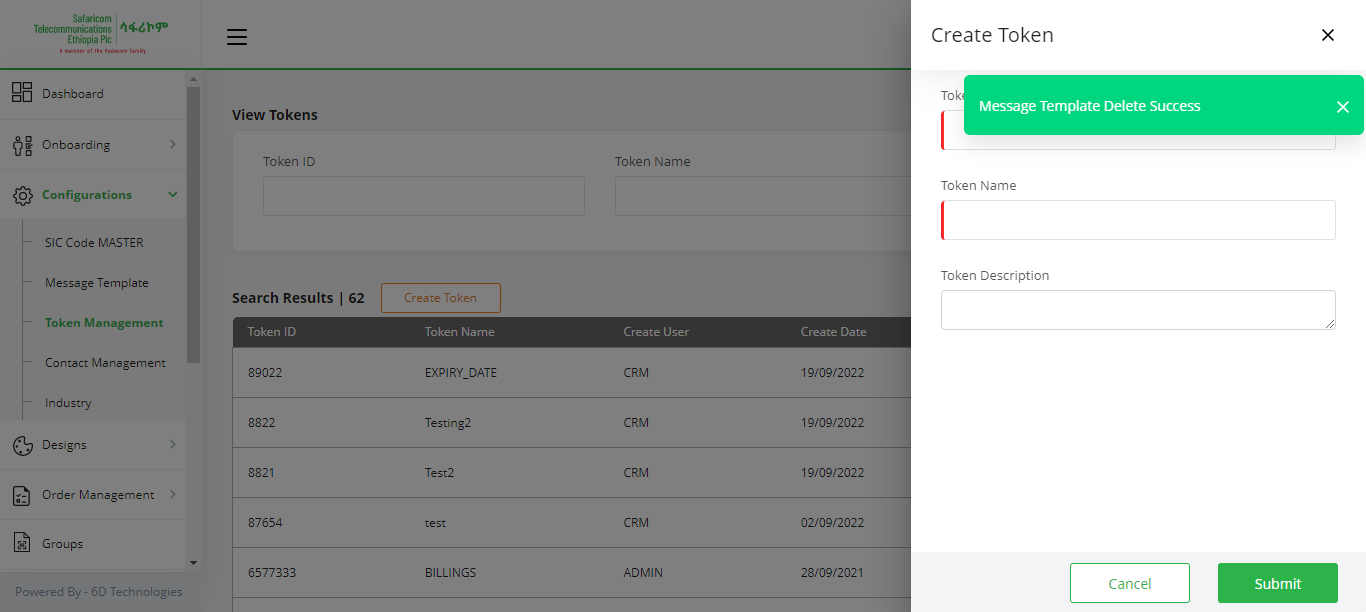 Safaricom
Telecommunications
Ethiopia Plc
ሳፋሪኮም
A member of the Vodacom family
Create Token
Message Template Delete Success
Dashboard
Onboarding
Configurations
SIC Code MASTER
Message Template
Token Management
Contact Management
Industry
Designs
Order Management
Groups
Powered By - 6D Technologies
View Tokens
Token ID
Token Name
Search Results | 62
Create Token
Token ID Token Name Create User Create Date
89022 EXPIRY_DATE CRM 19/09/2022
8822 Testing2 CRM 19/09/2022
8821 Test2 CRM 19/09/2022
87654 test CRM 02/09/2022
6577333 BILLINGS ADMIN 28/09/2021
Token Name
Token Description
Cancel
Submit